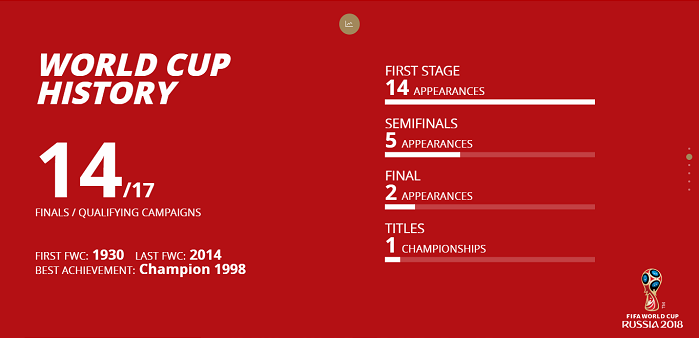 WORLD CUP
HISTORY
14/17
FINALS / QUALIFYING CAMPAIGNS
FIRST FWC: 1930 LAST FWC: 2014
BEST ACHIEVEMENT: Champion 1998
FIRST STAGE
14 APPEARANCES
SEMIFINALS
5 APPEARANCES
FINAL
2 APPEARANCES
TITLES
1 CHAMPIONSHIPS
TM
FIFA WORLD CUP
RUSSIA 2018